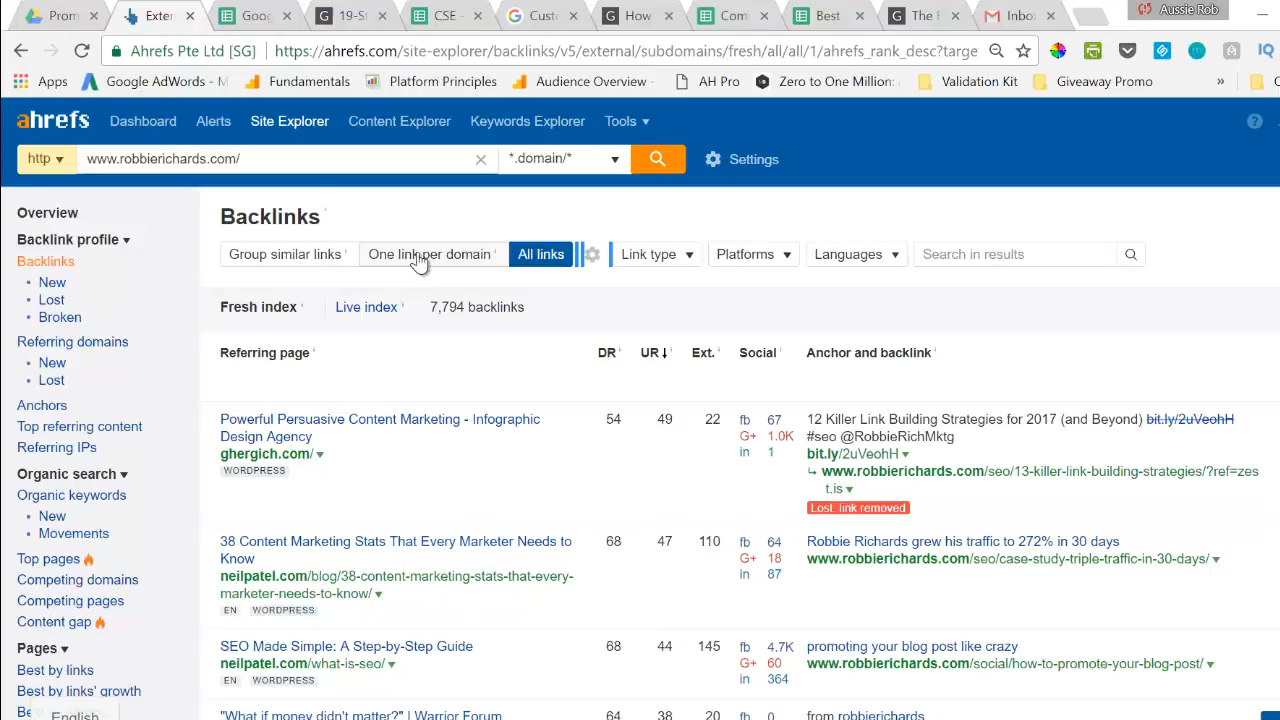 Prom
Exter
Goog
19-St
CSE
Custo
How
Com
Best
The F
Inbo
Aussie Rob
Ahrefs Pte Ltd [SG]
https://ahrefs.com/site-explorer/backlinks/v5/external/subdomains/fresh/all/all/1/ahrefs_rank_desc?targe
Apps
Google AdWords - M
Fundamentals
Platform Principles
Audience Overview -
AH Pro
Zero to One Million:
Validation Kit
Giveaway Promo
»
ahrefs
Dashboard
Alerts
Site Explorer
Content Explorer
Keywords Explorer
Tools
http
www.robbierichards.com/
*.domain/*
Settings
Overview
Backlink profile
Backlinks
New
Lost
Broken
Referring domains
New
Lost
Anchors
Top referring content
Referring IPs
Organic search
Organic keywords
New
Movements
Top pages
Competing domains
Competing pages
Content gap
Pages
Best by links
Best by links' growth
English
Backlinks
Group similar links
One link per domain
All links
Link type
Platforms
Languages
Search in results
Fresh index
Live index
7,794 backlinks
Referring page
DR
UR
Ext.
Social
Anchor and backlink
Powerful Persuasive Content Marketing - Infographic
Design Agency
ghergich.com/
WORDPRESS
54
49
22
fb 67
G+ 1.0K
in 1
12 Killer Link Building Strategies for 2017 (and Beyond) bit.ly/2uVeohH
#seo @RobbieRichMktg
bit.ly/2uVeohH
www.robbierichards.com/seo/13-killer-link-building-strategies/?ref=zes
t.is
Lost: link removed
38 Content Marketing Stats That Every Marketer Needs to
Know
neilpatel.com/blog/38-content-marketing-stats-that-every-
marketer-needs-to-know/
EN WORDPRESS
68
47
110
fb 64
G+ 18
in 87
Robbie Richards grew his traffic to 272% in 30 days
www.robbierichards.com/seo/case-study-triple-traffic-in-30-days/
SEO Made Simple: A Step-by-Step Guide
neilpatel.com/what-is-seo/
EN WORDPRESS
68
44
145
fb 4.7K
G+ 60
in 364
promoting your blog post like crazy
www.robbierichards.com/social/how-to-promote-your-blog-post/
"What if money didn't matter?" | Warrior Forum
64
38
20
fb 0
from robbierichards